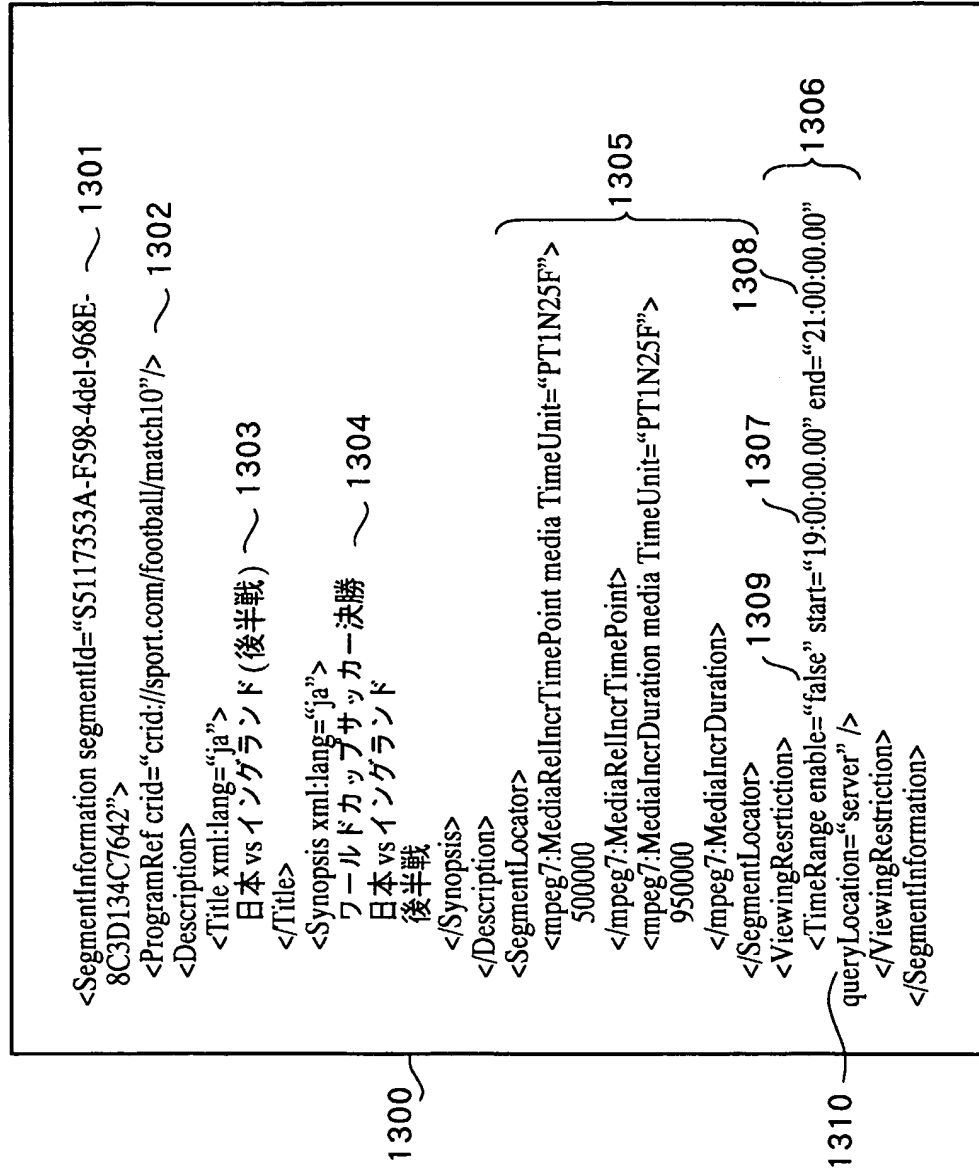 <SegmentInformation segmentId=“S5117353A-F598-4del-968E- 1301
8C3D134C7642”>
<ProgramRef crid=“crid://sport.com/football/match10”/> 1302
<Description>
<Title xml:lang=“ja”>
日本 vs イングランド (後半戦) 1303
</Title>
<Synopsis xml:lang=“ja”>
ワールドカップサッカー決勝 1304
日本 vs イングランド
後半戦
</Synopsis>
</Description>
<SegmentLocator>
<mpeg7:MediaRelIncrTimePoint media TimeUnit=“PT1N25F”>
500000
</mpeg7:MediaRelIncrTimePoint>
<mpeg7:MediaIncrDuration media TimeUnit=“PT1N25F”>
950000
</mpeg7:MediaIncrDuration>
1305
</SegmentLocator>
<ViewingResrtiction>
1309 1307 1308
<TimeRange enable=“false” start=“19:00:00.00” end=“21:00:00.00”
queryLocation=“server” />
1306
</ViewingRestriction>
</SegmentInformation>
1300
1310